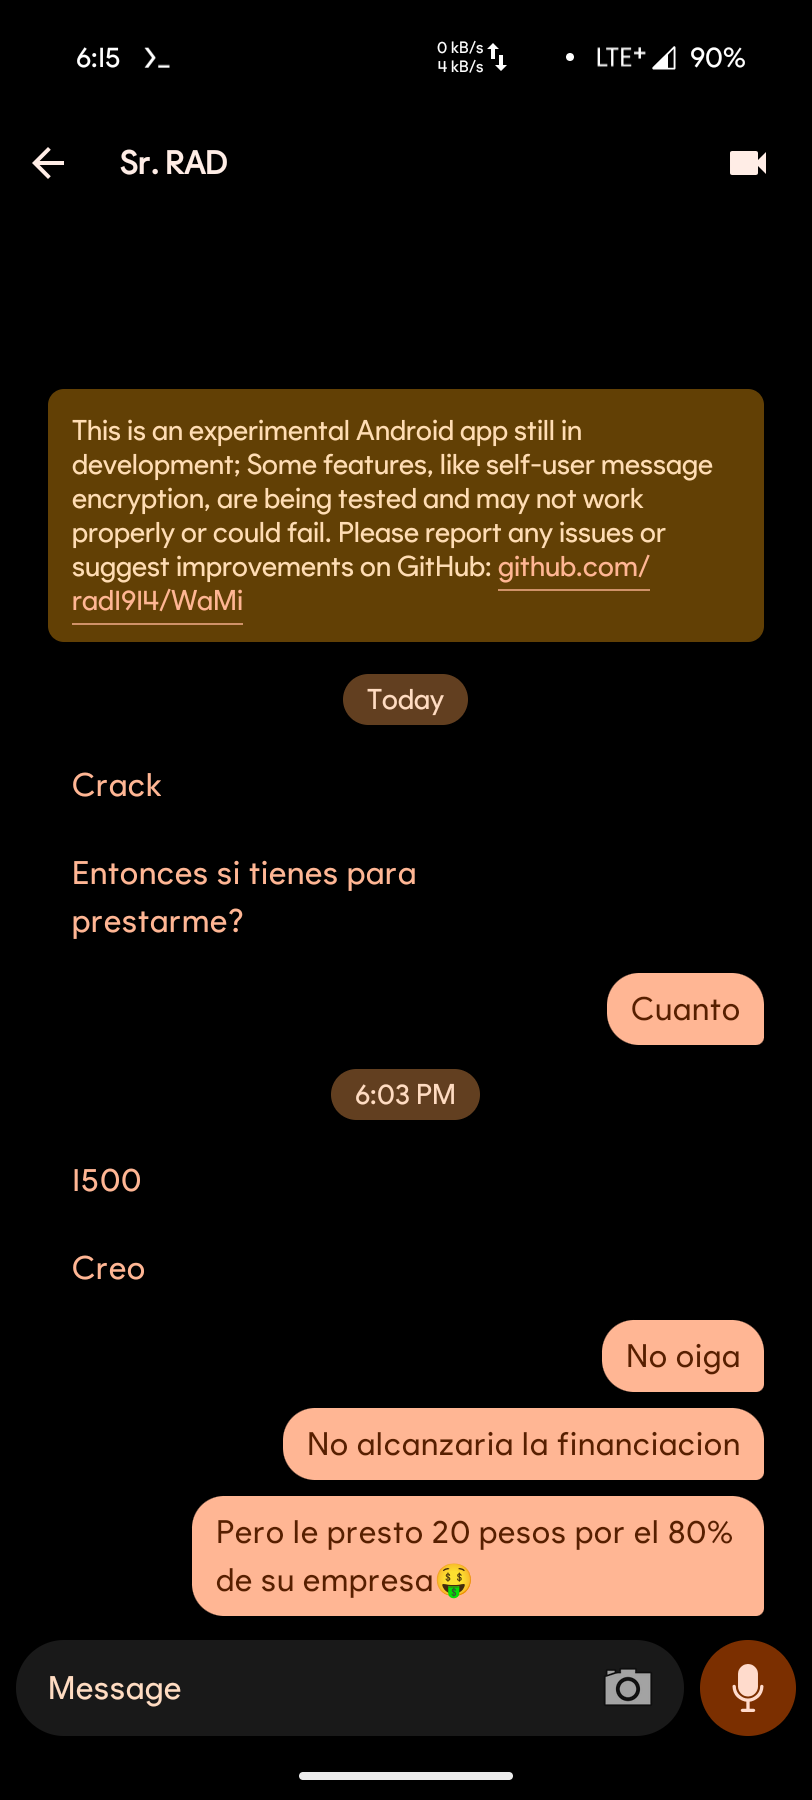 6:15 >_ 0 kB/s
4 kB/s • LTE+ 90%
Sr. RAD
This is an experimental Android app still in
development; Some features, like self-user message
encryption, are being tested and may not work
properly or could fail. Please report any issues or
suggest improvements on GitHub: github.com/
rad1914/WaMi
Today
Crack
Entonces si tienes para
prestarme?
Cuanto
6:03 PM
1500
Creo
No oiga
No alcanzaria la financiacion
Pero le presto 20 pesos por el 80%
de su empresa🤑
Message